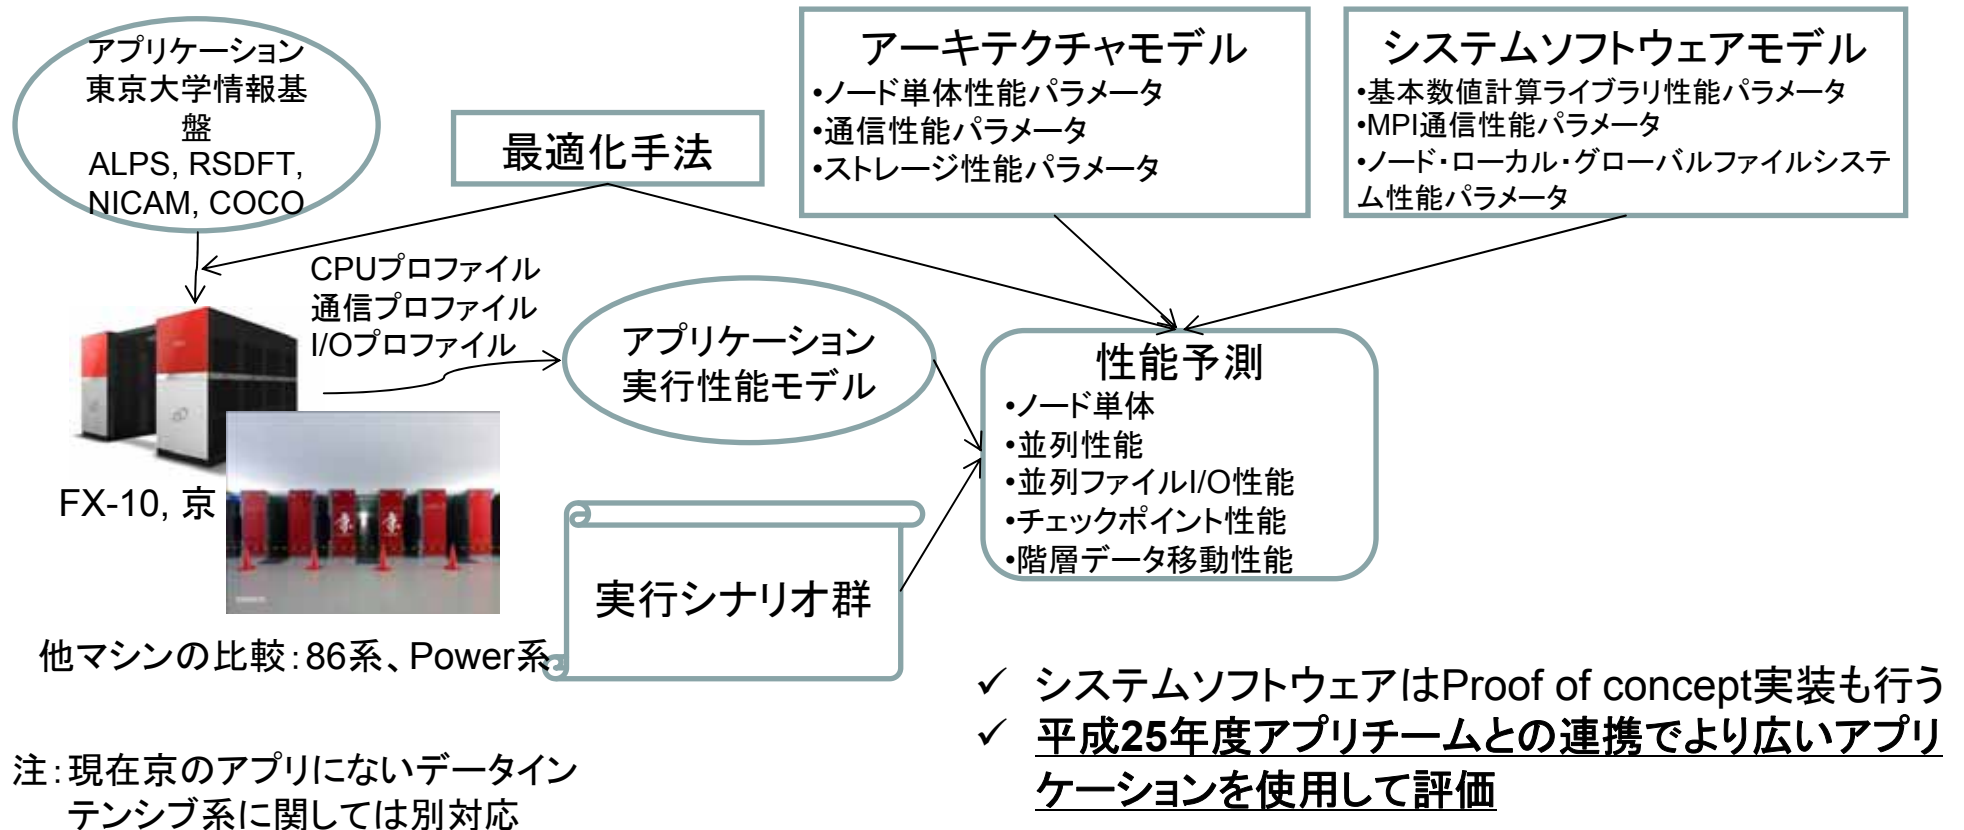 アプリケーション
東京大学情報基
盤
ALPS, RSDFT,
NICAM, COCO
最適化手法
アーキテクチャモデル
•ノード単体性能パラメータ
•通信性能パラメータ
•ストレージ性能パラメータ
システムソフトウェアモデル
•基本数値計算ライブラリ性能パラメータ
•MPI通信性能パラメータ
•ノード・ローカル・グローバルファイルシステ
ム性能パラメータ
CPUプロファイル
通信プロファイル
I/Oプロファイル
アプリケーション
実行性能モデル
性能予測
•ノード単体
•並列性能
•並列ファイルI/O性能
•チェックポイント性能
•階層データ移動性能
FX-10, 京
京 京
実行シナリオ群
他マシンの比較：86系、Power系
✓ システムソフトウェアはProof of concept実装も行う
✓ 平成25年度アプリチームとの連携でより広いアプリ
ケーションを使用して評価
注：現在京のアプリにないデータイン
テンシブ系に関しては別対応